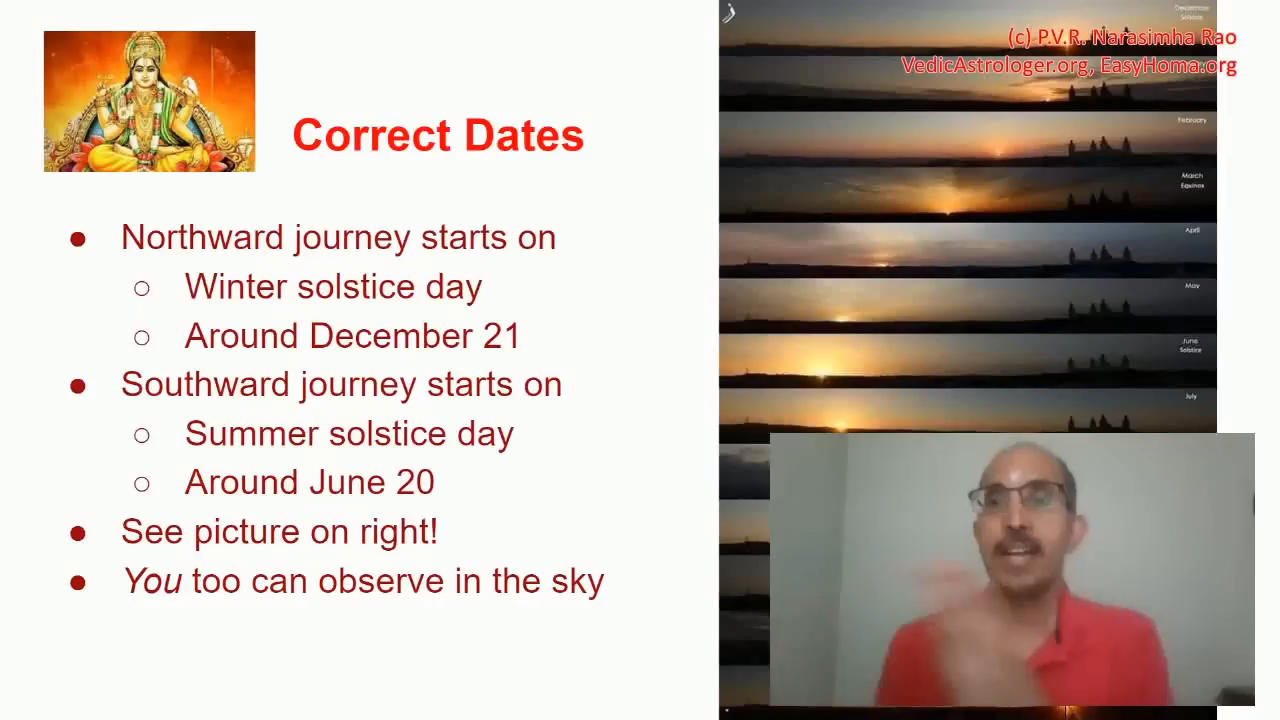 Correct Dates
● Northward journey starts on
○ Winter solstice day
○ Around December 21
● Southward journey starts on
○ Summer solstice day
○ Around June 20
● See picture on right!
● You too can observe in the sky
December
Solstice
(c) P.V.R. Narasimha Rao
VedicAstrologer.org, EasyHoma.org
February
March
Equinox
April
May
June
Solstice
July